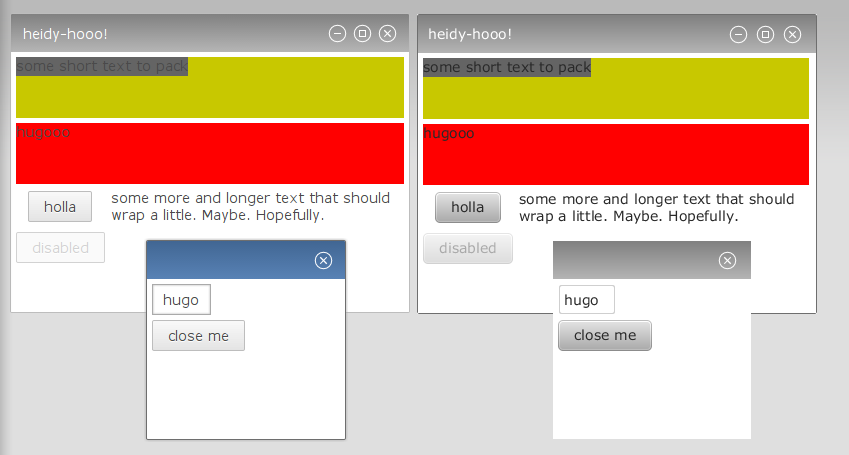 heidy-hooo!
some short text to pack
hugooo
holla
some more and longer text that should
wrap a little. Maybe. Hopefully.
disabled
hugo
close me
heidy-hooo!
some short text to pack
hugooo
holla
some more and longer text that should
wrap a little. Maybe. Hopefully.
disabled
hugo
close me